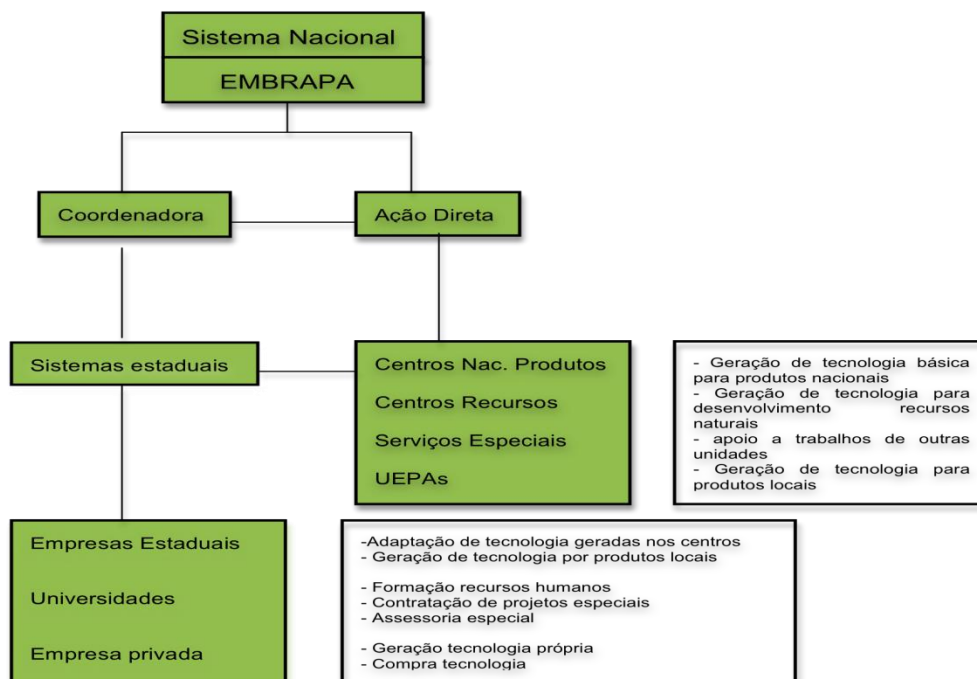 Sistema Nacional
EMBRAPA
Coordenadora
Ação Direta
Sistemas estaduais
Centros Nac. Produtos
Centros Recursos
Serviços Especiais
UEPAs
- Geração de tecnologia básica
para produtos nacionais
- Geração de tecnologia para
desenvolvimento recursos
naturais
- apoio a trabalhos de outras
unidades
- Geração de tecnologia para
produtos locais
Empresas Estaduais
Universidades
Empresa privada
-Adaptação de tecnologia geradas nos centros
- Geração de tecnologia por produtos locais
- Formação recursos humanos
- Contratação de projetos especiais
- Assessoria especial
- Geração tecnologia própria
- Compra tecnologia